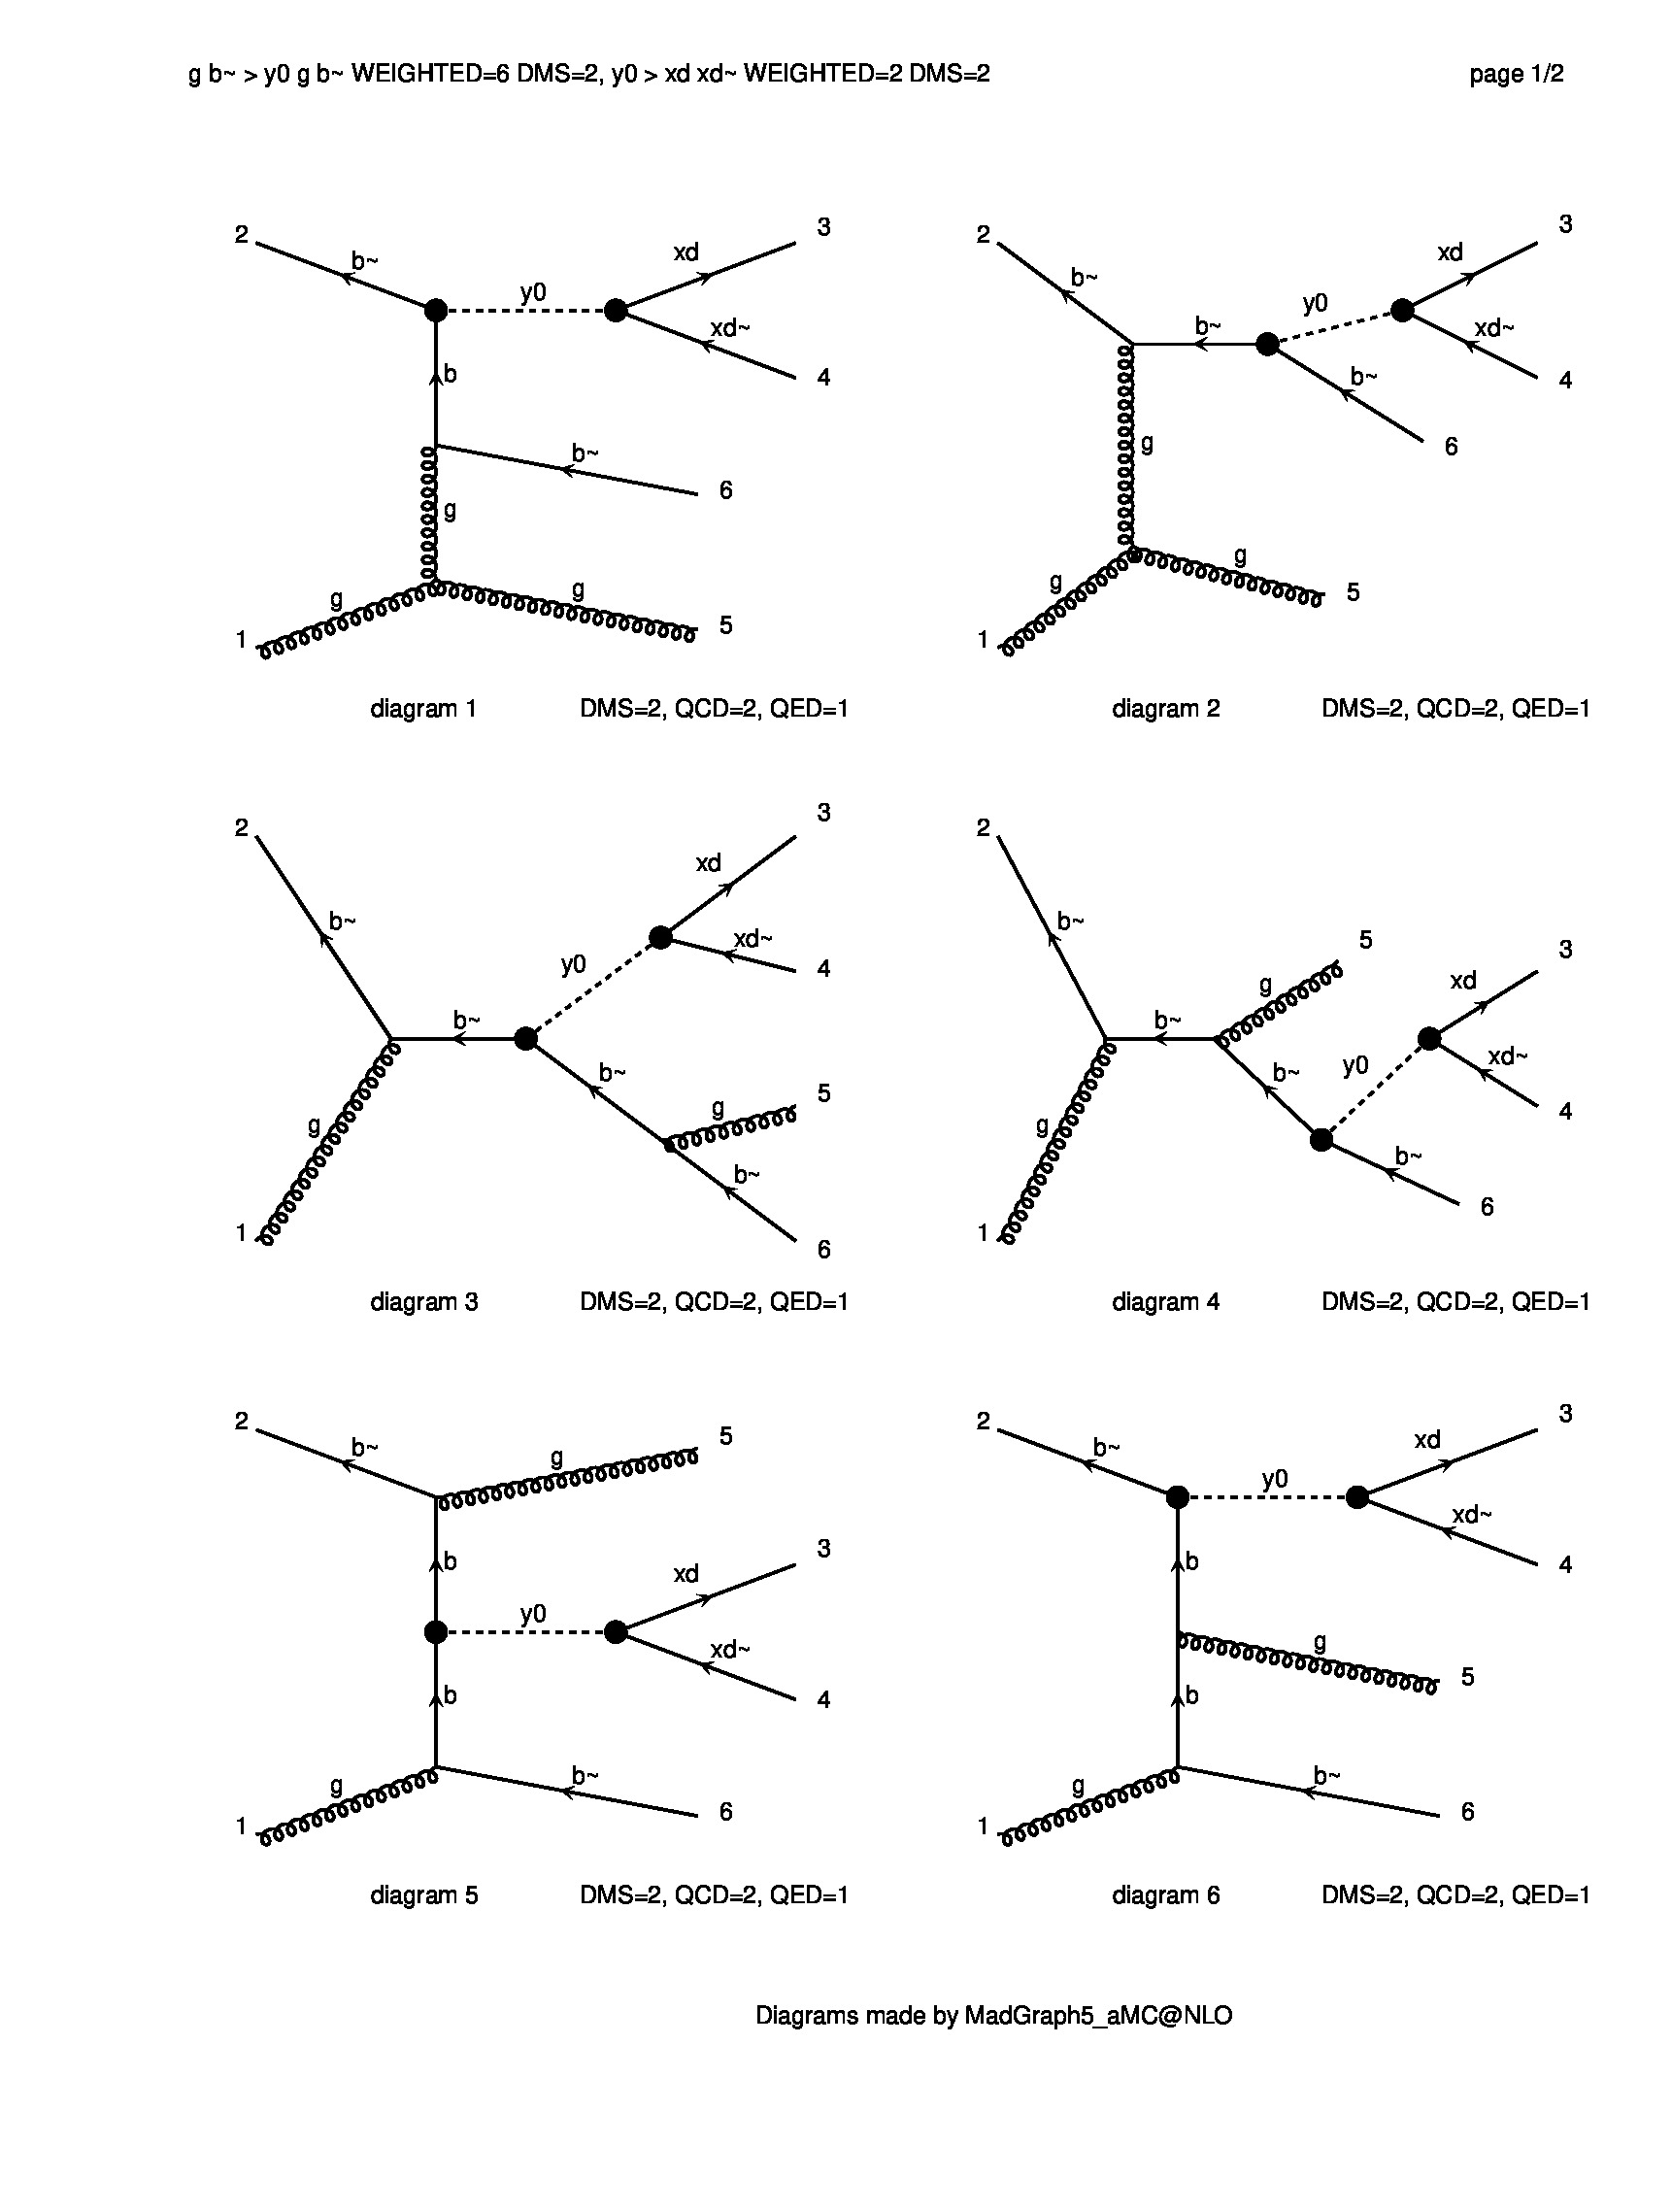 g b~ > y0 g b~ WEIGHTED=6 DMS=2, y0 > xd xd~ WEIGHTED=2 DMS=2 page 1/2
2
b~
y0
xd
3
xd~
4
b
b~
6
g
g
1
g
5
diagram 1 DMS=2, QCD=2, QED=1
2
b~
b~
y0
xd
3
xd~
4
b~
6
g
g
1
g
5
diagram 2 DMS=2, QCD=2, QED=1
2
b~
b~
y0
xd
3
xd~
4
b~
g
5
g
1
b~
6
diagram 3 DMS=2, QCD=2, QED=1
2
b~
b~
g
5
xd
3
y0
xd~
4
b~
g
1
b~
6
diagram 4 DMS=2, QCD=2, QED=1
2
b~
g
5
b
y0
xd
3
xd~
4
b
g
1
b~
6
diagram 5 DMS=2, QCD=2, QED=1
2
b~
y0
xd
3
xd~
4
b
g
5
b
g
1
b~
6
diagram 6 DMS=2, QCD=2, QED=1
Diagrams made by MadGraph5_aMC@NLO